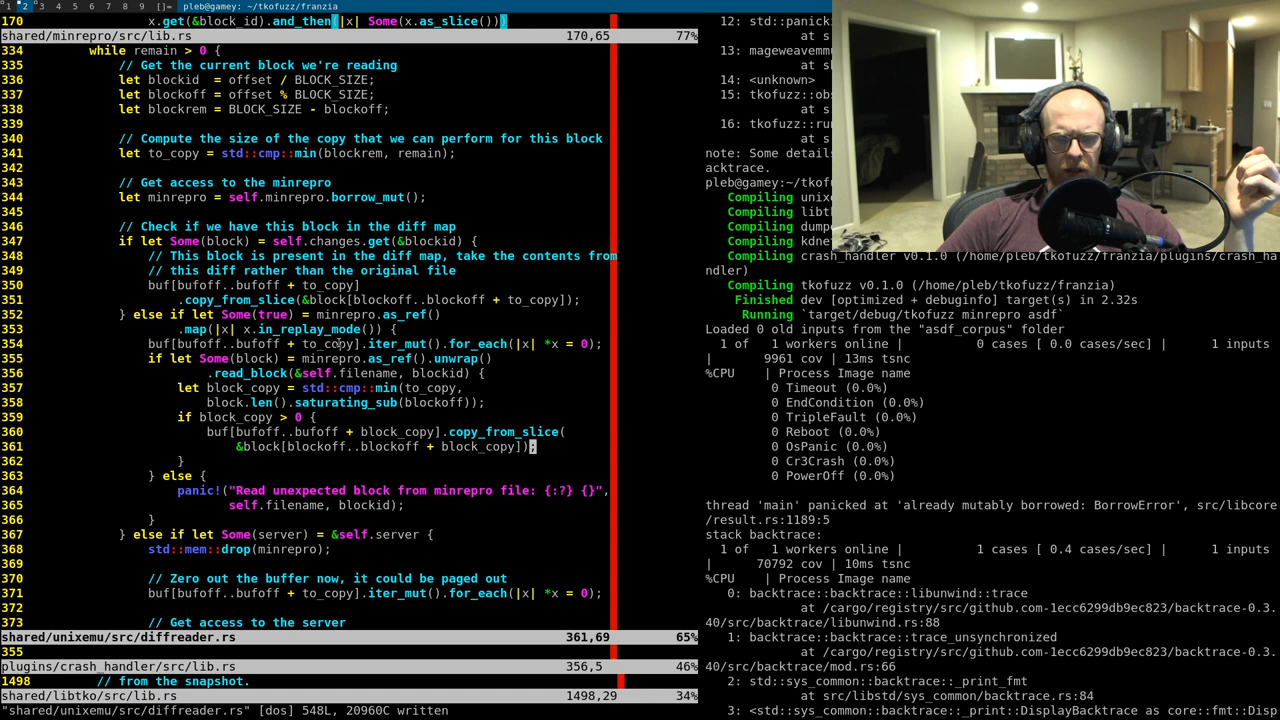 1 2 3 4 5 6 7 8 9 []= pleb@gamey: ~/tkofuzz/franzia
170                 x.get(&block_id).and_then(|x| Some(x.as_slice()))
shared/minrepro/src/lib.rs 170,65 77%
334         while remain > 0 {
335             // Get the current block we're reading
336             let blockid  = offset / BLOCK_SIZE;
337             let blockoff = offset % BLOCK_SIZE;
338             let blockrem = BLOCK_SIZE - blockoff;
339
340             // Compute the size of the copy that we can perform for this block
341             let to_copy = std::cmp::min(blockrem, remain);
342
343             // Get access to the minrepro
344             let minrepro = self.minrepro.borrow_mut();
345
346             // Check if we have this block in the diff map
347             if let Some(block) = self.changes.get(&blockid) {
348                 // This block is present in the diff map, take the contents from
349                 // this diff rather than the original file
350                 buf[bufoff..bufoff + to_copy]
351                     .copy_from_slice(&block[blockoff..blockoff + to_copy]);
352             } else if let Some(true) = minrepro.as_ref()
353                     .map(|x| x.in_replay_mode()) {
354                 buf[bufoff..bufoff + to_copy].iter_mut().for_each(|x| *x = 0);
355                 if let Some(block) = minrepro.as_ref().unwrap()
356                         .read_block(&self.filename, blockid) {
357                     let block_copy = std::cmp::min(to_copy,
358                         block.len().saturating_sub(blockoff));
359                     if block_copy > 0 {
360                         buf[bufoff..bufoff + block_copy].copy_from_slice(
361                             &block[blockoff..blockoff + block_copy]);
362                     }
363                 } else {
364                     panic!("Read unexpected block from minrepro file: {:?} {}",
365                            self.filename, blockid);
366                 }
367             } else if let Some(server) = &self.server {
368                 std::mem::drop(minrepro);
369
370                 // Zero out the buffer now, it could be paged out
371                 buf[bufoff..bufoff + to_copy].iter_mut().for_each(|x| *x = 0);
372
373                 // Get access to the server
shared/unixemu/src/diffreader.rs 361,69 65%
355
plugins/crash_handler/src/lib.rs 356,5 46%
1498         // from the snapshot.
shared/libtko/src/lib.rs 1498,29 34%
"shared/unixemu/src/diffreader.rs" [dos] 548L, 20960C written
12: std::panick
at s
13: mageweavemm
at s
14: <unknown>
15: tkofuzz::obs
at s
16: tkofuzz::ru
at s
note: Some details
acktrace.
pleb@gamey:~/tkofu
Compiling unixe
Compiling libt
Compiling dump
Compiling kdne
Compiling crash_handler v0.1.0 (/home/pleb/tkofuzz/franzia/plugins/crash_ha
ndler)
Compiling tkofuzz v0.1.0 (/home/pleb/tkofuzz/franzia)
Finished dev [optimized + debuginfo] target(s) in 2.32s
Running `target/debug/tkofuzz minrepro asdf`
Loaded 0 old inputs from the "asdf_corpus" folder
1 of   1 workers online |           0 cases [ 0.0 cases/sec] |      1 inputs
|       9961 cov | 13ms tsnc
%CPU     | Process Image name
0 Timeout (0.0%)
0 EndCondition (0.0%)
0 TripleFault (0.0%)
0 Reboot (0.0%)
0 OsPanic (0.0%)
0 Cr3Crash (0.0%)
0 PowerOff (0.0%)
thread 'main' panicked at 'already mutably borrowed: BorrowError', src/libcore
/result.rs:1189:5
stack backtrace:
1 of   1 workers online |           1 cases [ 0.4 cases/sec] |      1 inputs
|      70792 cov | 10ms tsnc
%CPU     | Process Image name
0: backtrace::backtrace::libunwind::trace
at /cargo/registry/src/github.com-1ecc6299db9ec823/backtrace-0.3.
40/src/backtrace/libunwind.rs:88
1: backtrace::backtrace::trace_unsynchronized
at /cargo/registry/src/github.com-1ecc6299db9ec823/backtrace-0.3.
40/src/backtrace/mod.rs:66
2: std::sys_common::backtrace::_print_fmt
at src/libstd/sys_common/backtrace.rs:84
3: <std::sys_common::backtrace::_print::DisplayBacktrace as core::fmt::Disp